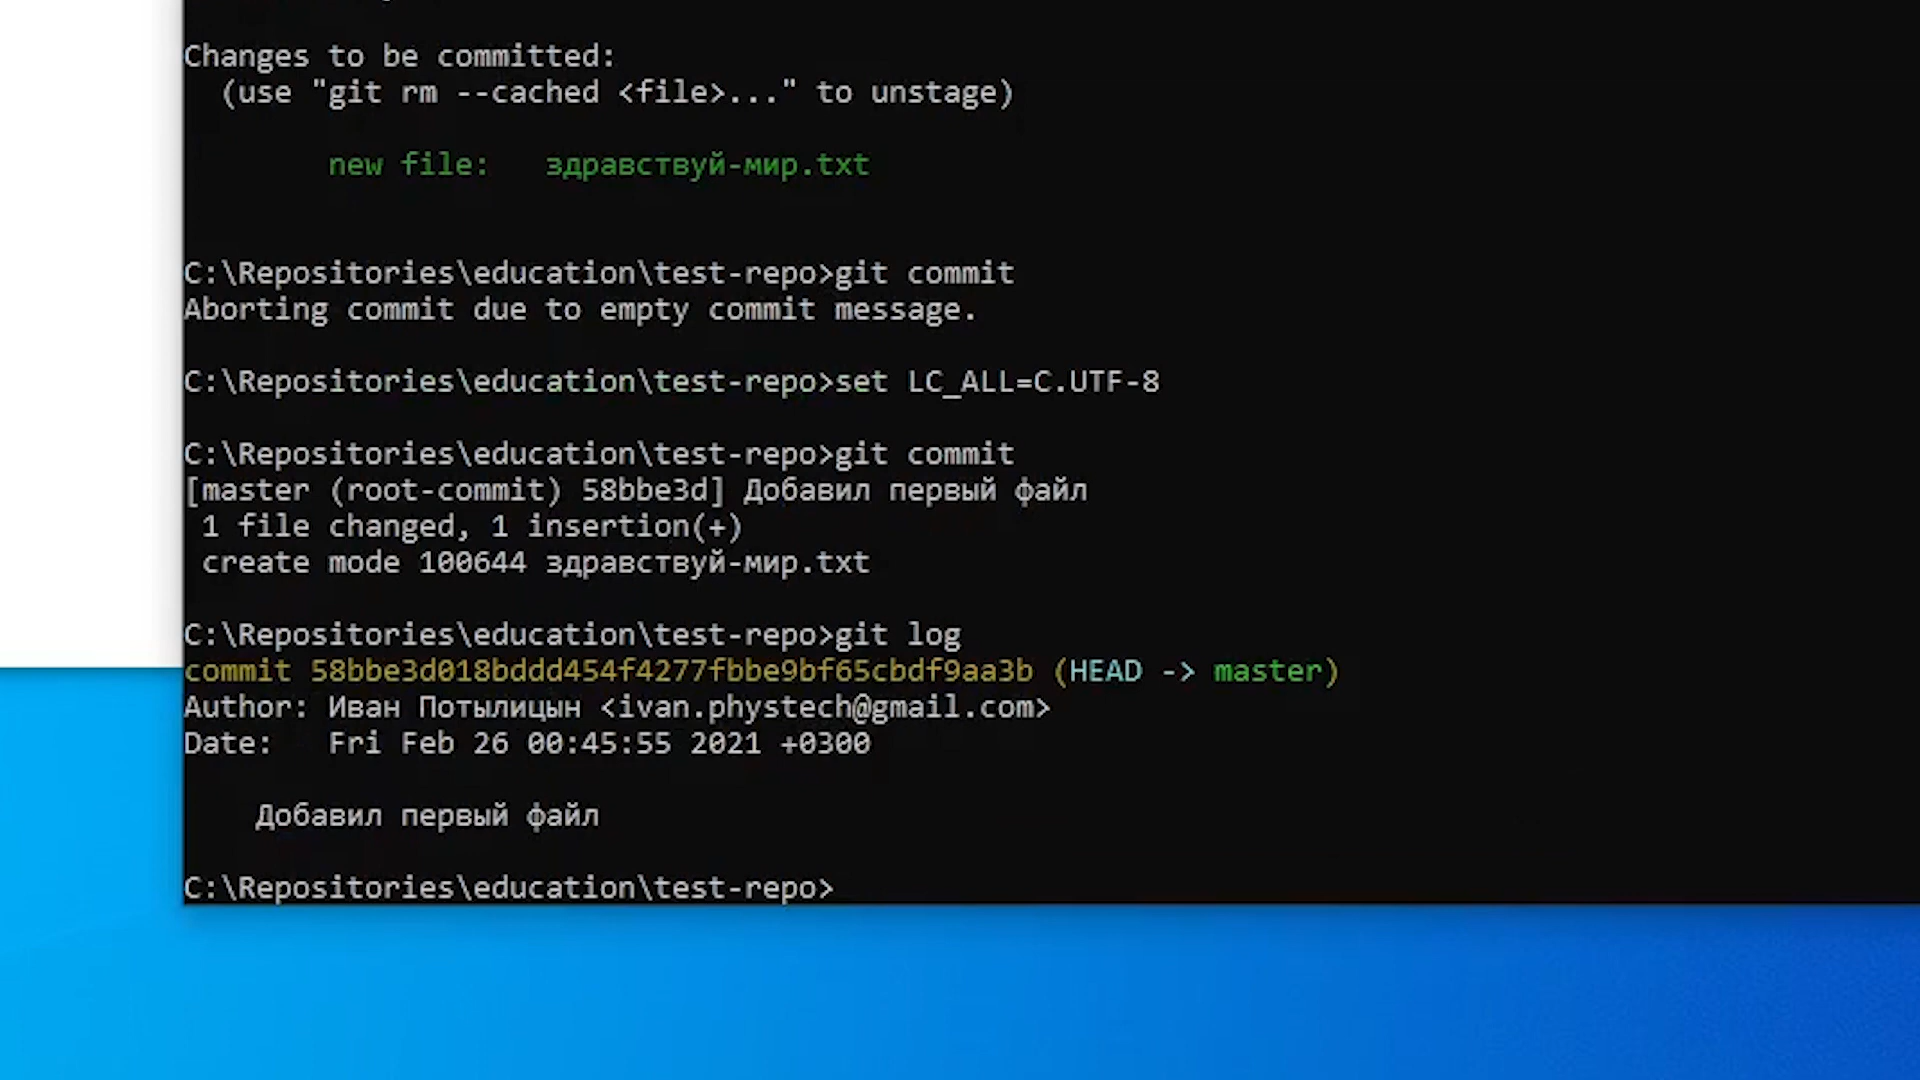 Changes to be committed:
(use "git rm --cached <file>..." to unstage)
new file:   здравствуй-мир.txt
C:\Repositories\education\test-repo>git commit
Aborting commit due to empty commit message.
C:\Repositories\education\test-repo>set LC_ALL=C.UTF-8
C:\Repositories\education\test-repo>git commit
[master (root-commit) 58bbe3d] Добавил первый файл
1 file changed, 1 insertion(+)
create mode 100644 здравствуй-мир.txt
C:\Repositories\education\test-repo>git log
commit 58bbe3d018bddd454f4277fbbe9bf65cbdf9aa3b (HEAD -> master)
Author: Иван Потылицын <ivan.phystech@gmail.com>
Date:   Fri Feb 26 00:45:55 2021 +0300
Добавил первый файл
C:\Repositories\education\test-repo>